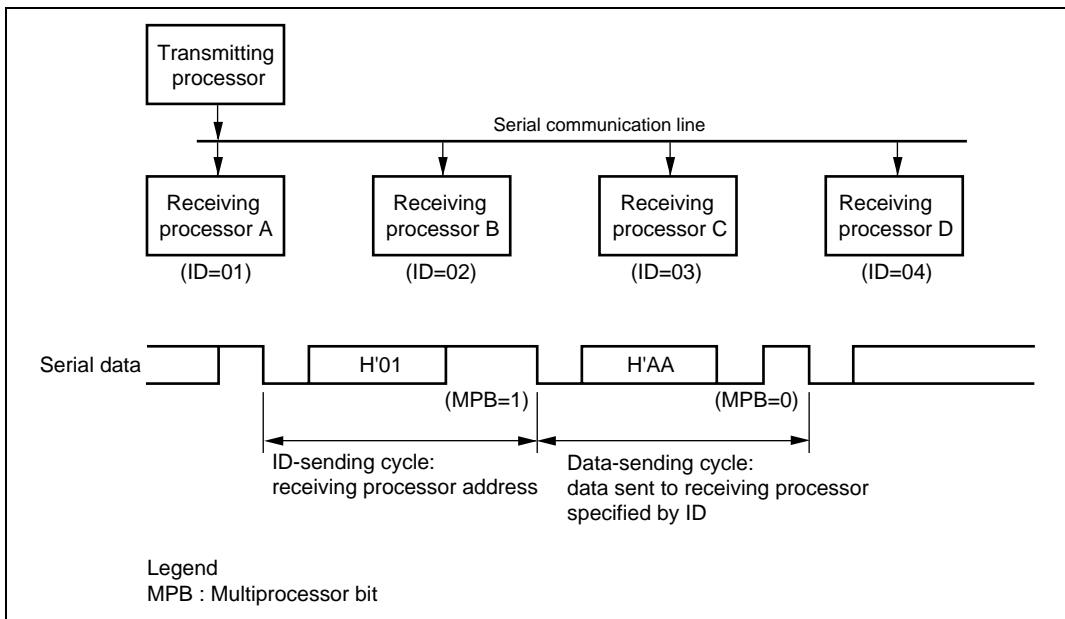 Transmitting
processor
Serial communication line
Receiving
processor A
Receiving
processor B
Receiving
processor C
Receiving
processor D
(ID=01)
(ID=02)
(ID=03)
(ID=04)
Serial data
H'01
H'AA
(MPB=1)
(MPB=0)
ID-sending cycle:
receiving processor address
Data-sending cycle:
data sent to receiving processor
specified by ID
Legend
MPB : Multiprocessor bit